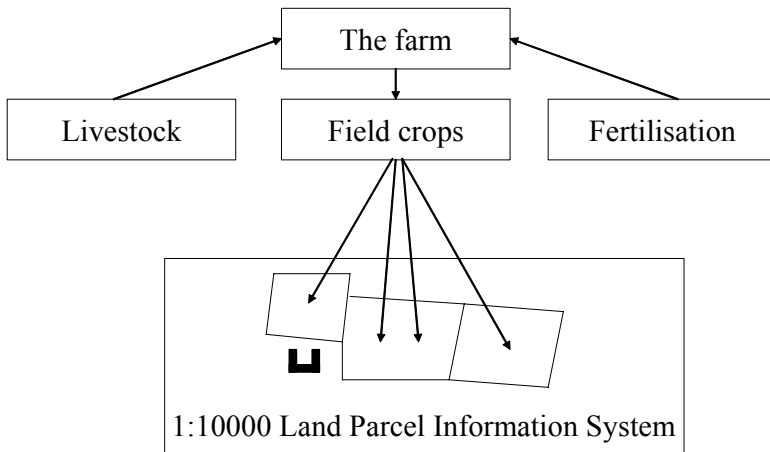 The farm
Livestock
Field crops
Fertilisation
1:10000 Land Parcel Information System